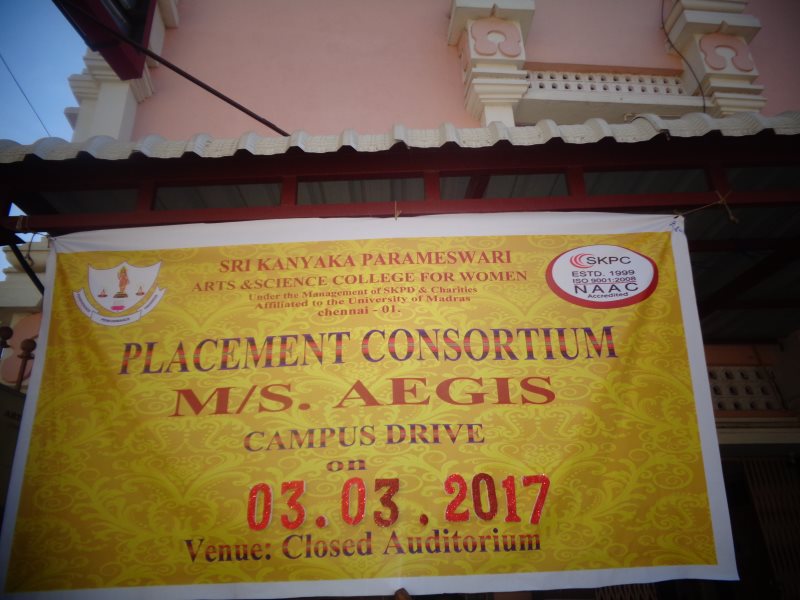 SRI KANYAKA PARAMESWARI
ARTS &SCIENCE COLLEGE FOR WOMEN
Under the Management of SKPD & Charities
Affiliated to the University of Madras
chennai - 01.
SKPC
ESTD. 1999
ISO 9001:2008
NAAC
Accredited
PLACEMENT CONSORTIUM
M/S. AEGIS
CAMPUS DRIVE
on
03.03.2017
Venue: Closed Auditorium